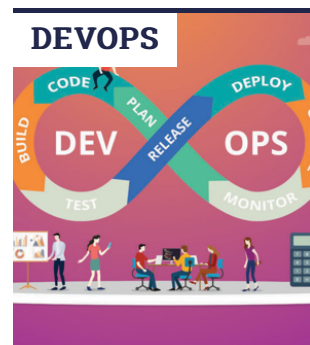 DEVOPS
CODE
PLAN
BUILD
DEV
TEST
RELEASE
DEPLOY
OPS
MONITOR